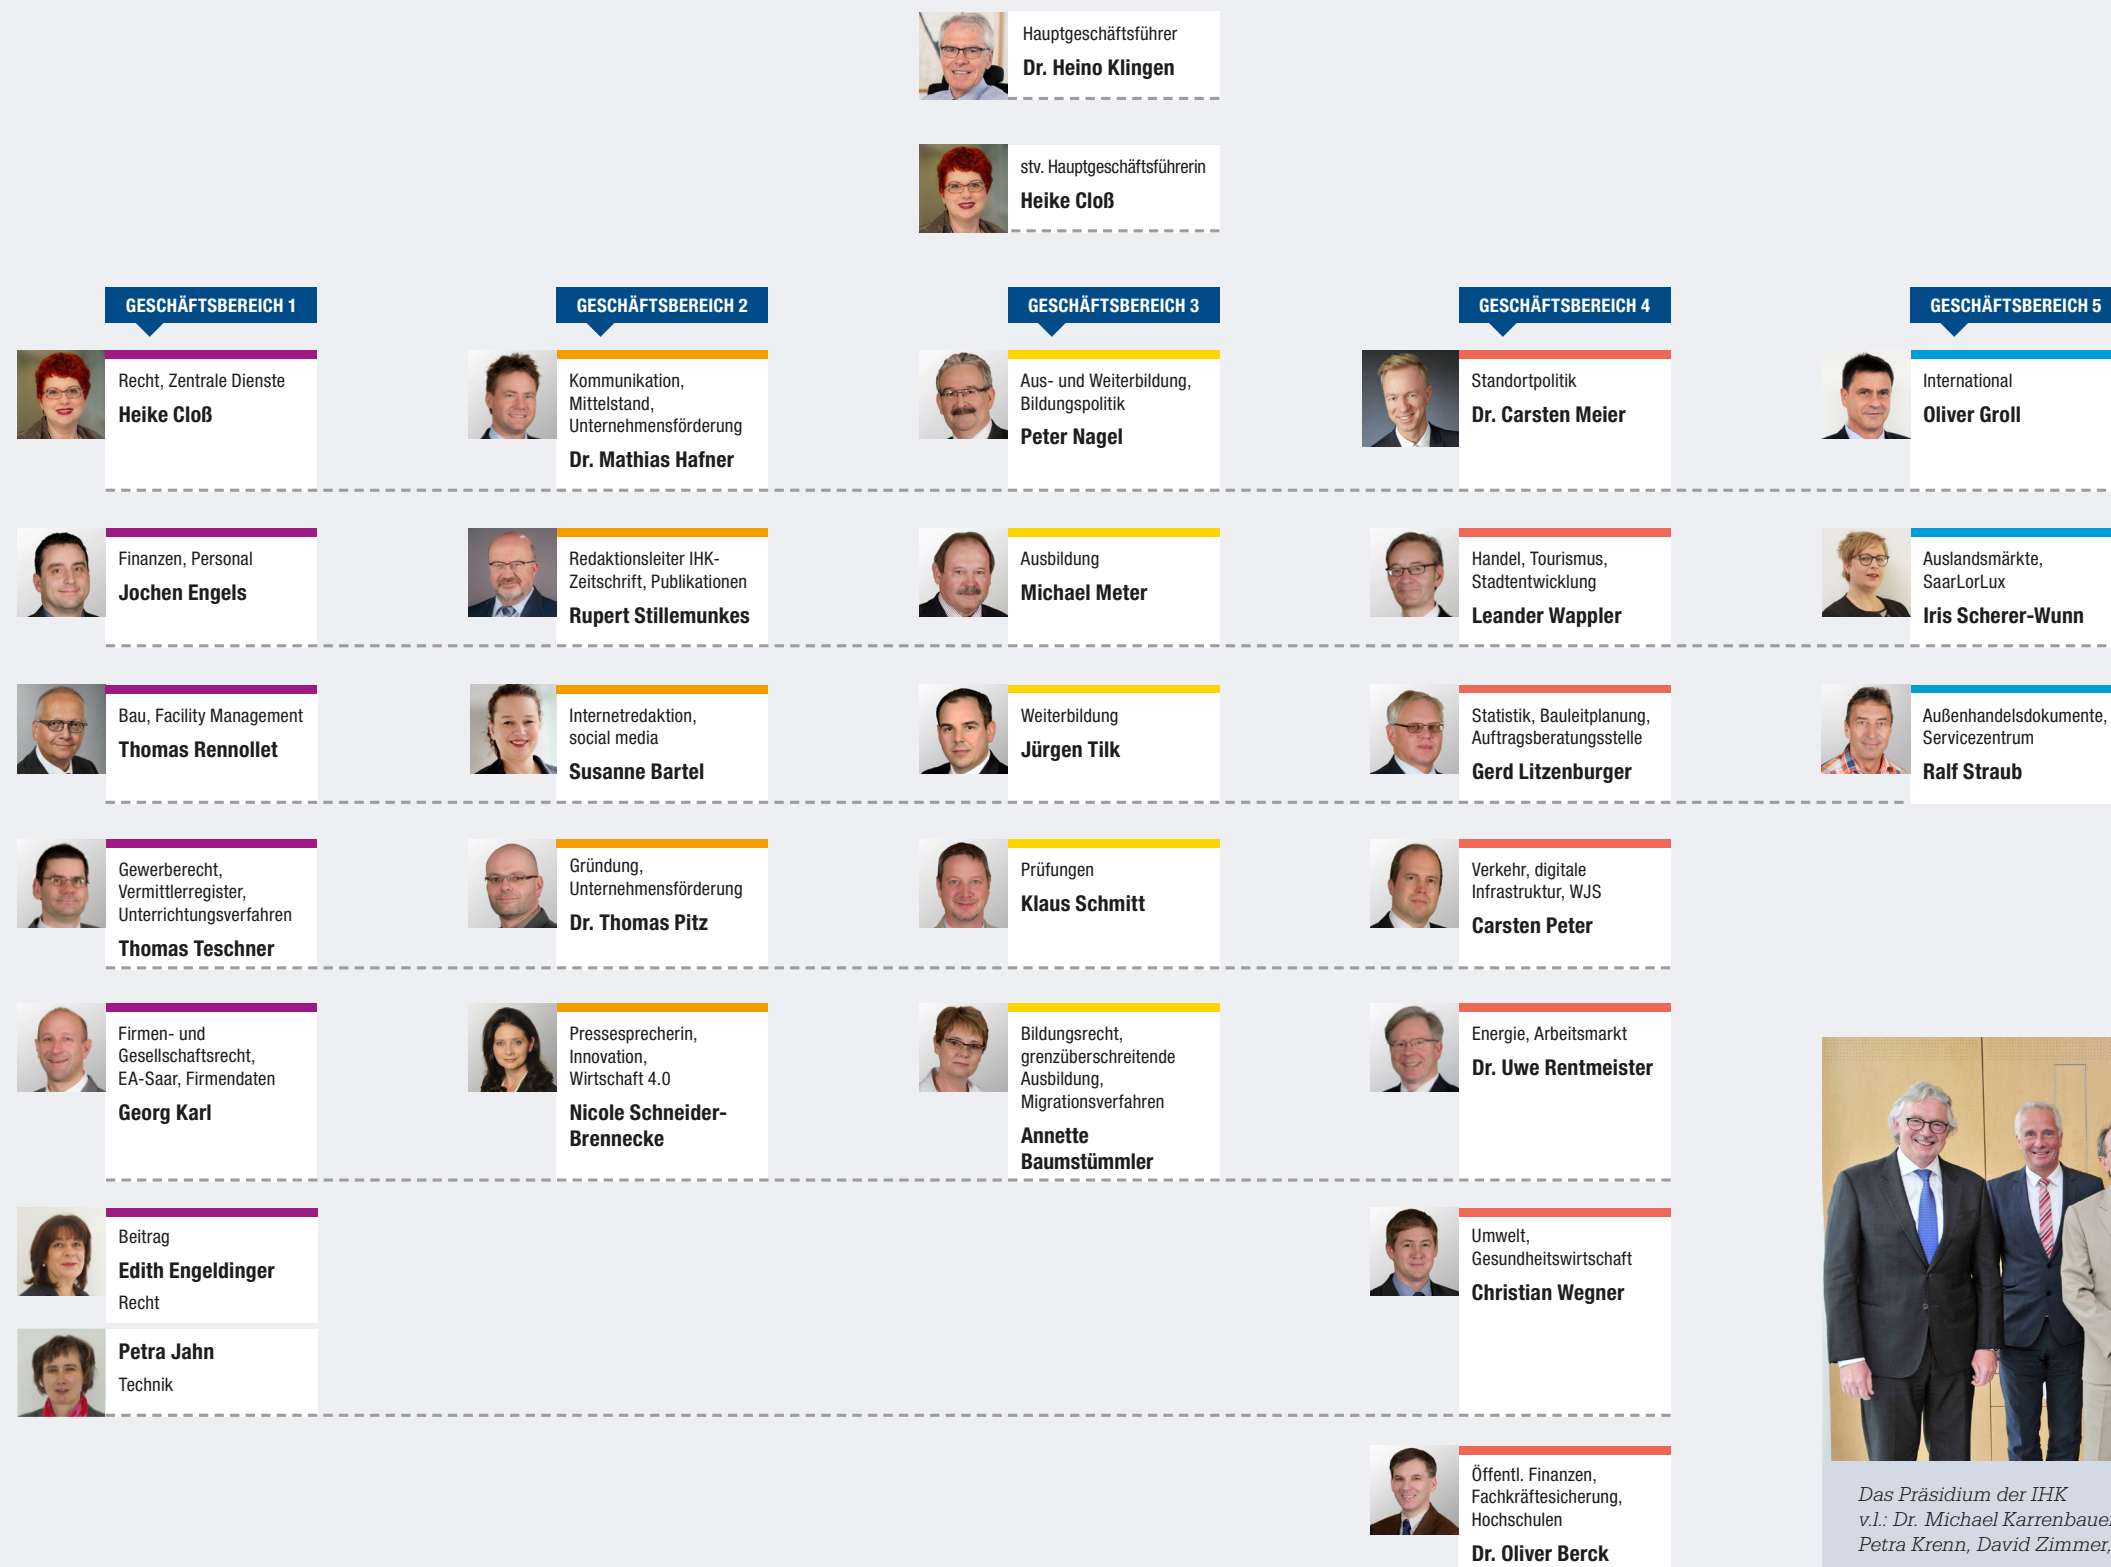 Hauptgeschäftsführer
Dr. Heino Klingen
stv. Hauptgeschäftsführerin
Heike Cloß
GESCHÄFTSBEREICH 1
Recht, Zentrale Dienste
Heike Cloß
Finanzen, Personal
Jochen Engels
Bau, Facility Management
Thomas Rennollet
Gewerberecht,
Vermittlerregister,
Unterrichtungsverfahren
Thomas Teschner
Firmen- und
Gesellschaftsrecht,
EA-Saar, Firmendaten
Georg Karl
Beitrag
Edith Engeldinger
Recht
Petra Jahn
Technik
GESCHÄFTSBEREICH 2
Kommunikation,
Mittelstand,
Unternehmensförderung
Dr. Mathias Hafner
Redaktionsleiter IHK-
Zeitschrift, Publikationen
Rupert Stillemunkes
Internetredaktion,
social media
Susanne Bartel
Gründung,
Unternehmensförderung
Dr. Thomas Pitz
Pressesprecherin,
Innovation,
Wirtschaft 4.0
Nicole Schneider-
Brennecke
GESCHÄFTSBEREICH 3
Aus- und Weiterbildung,
Bildungspolitik
Peter Nagel
Ausbildung
Michael Meter
Weiterbildung
Jürgen Tilk
Prüfungen
Klaus Schmitt
Bildungsrecht,
grenzüberschreitende
Ausbildung,
Migrationsverfahren
Annette
Baumstümmler
GESCHÄFTSBEREICH 4
Standortpolitik
Dr. Carsten Meier
Handel, Tourismus,
Stadtentwicklung
Leander Wappler
Statistik, Bauleitplanung,
Auftragsberatungsstelle
Gerd Litzenburger
Verkehr, digitale
Infrastruktur, WJS
Carsten Peter
Energie, Arbeitsmarkt
Dr. Uwe Rentmeister
Umwelt,
Gesundheitswirtschaft
Christian Wegner
Öffentl. Finanzen,
Fachkräftesicherung,
Hochschulen
Dr. Oliver Berck
GESCHÄFTSBEREICH 5
International
Oliver Groll
Auslandsmärkte,
SaarLorLux
Iris Scherer-Wunn
Außenhandelsdokumente,
Servicezentrum
Ralf Straub
Das Präsidium der IHK
v.l.: Dr. Michael Karrenbauer
Petra Krenn, David Zimmer,